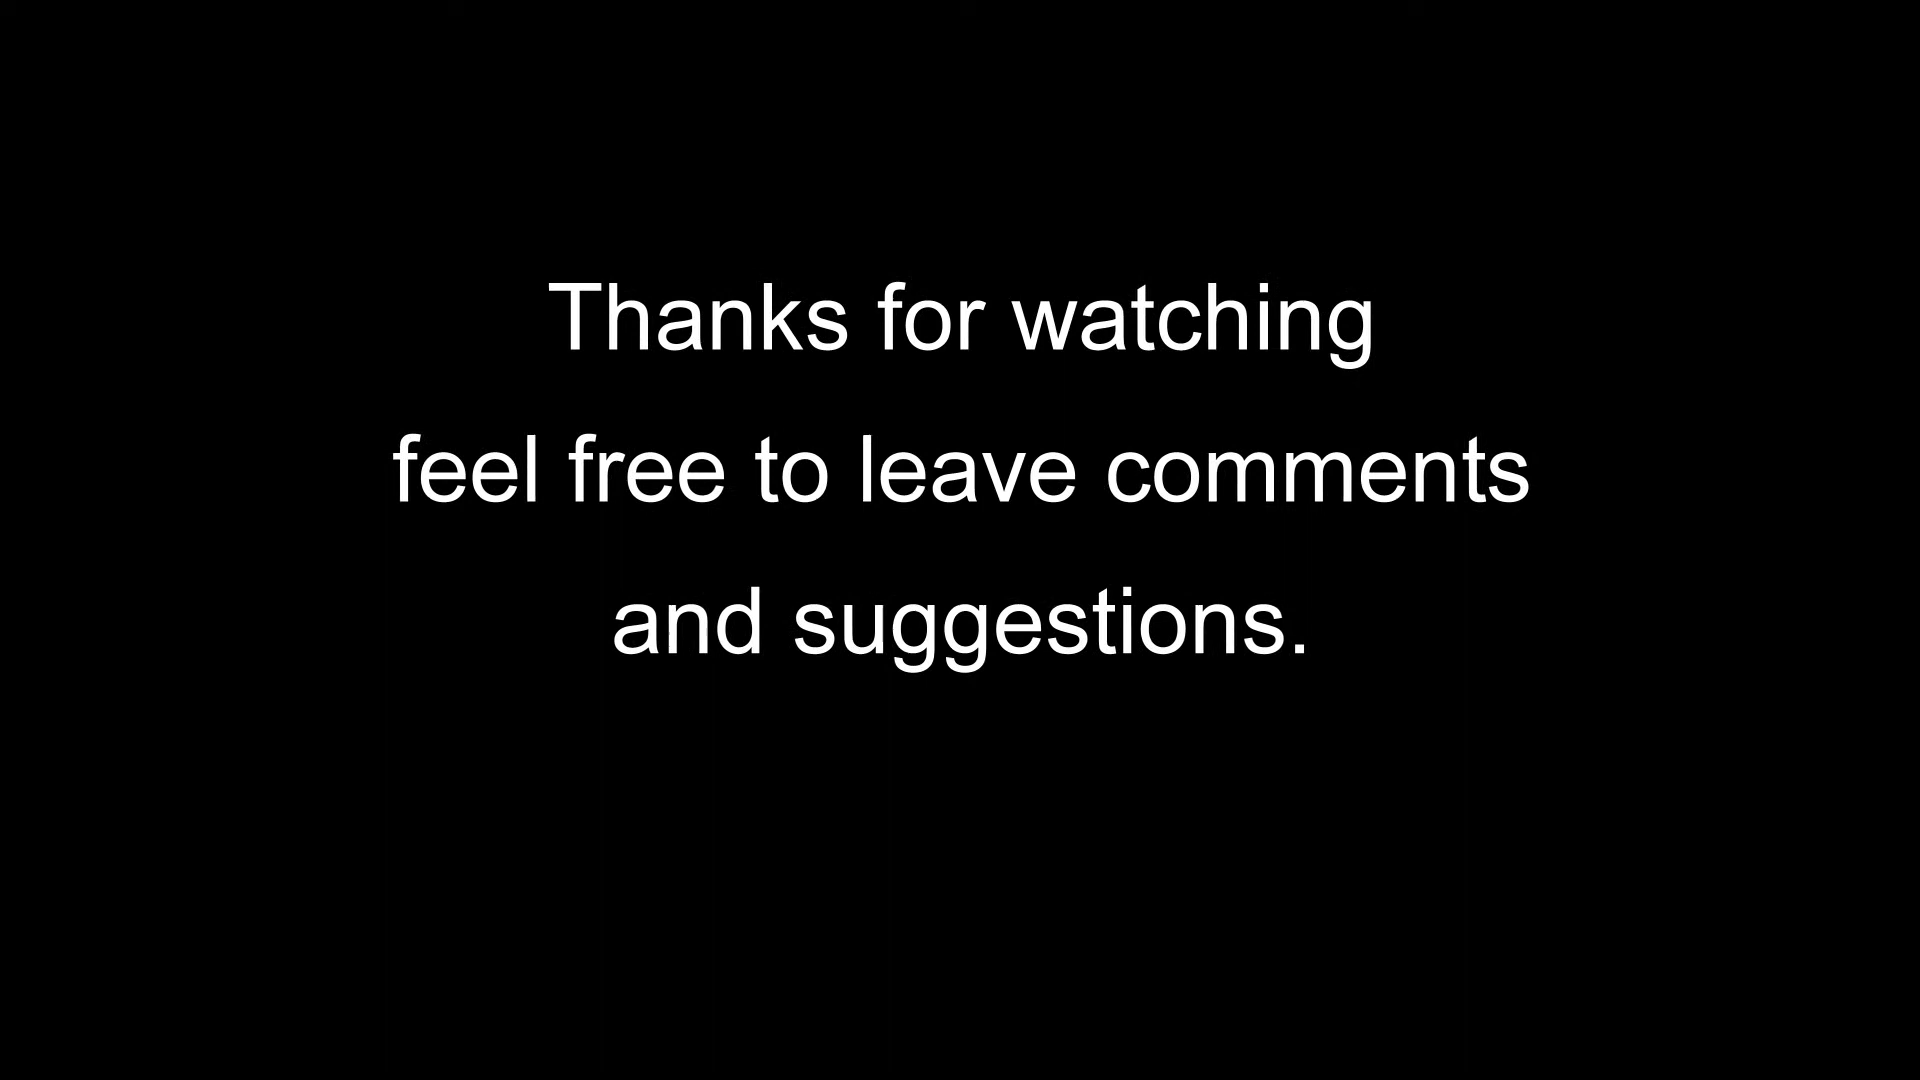 Thanks for watching
feel free to leave comments
and suggestions.